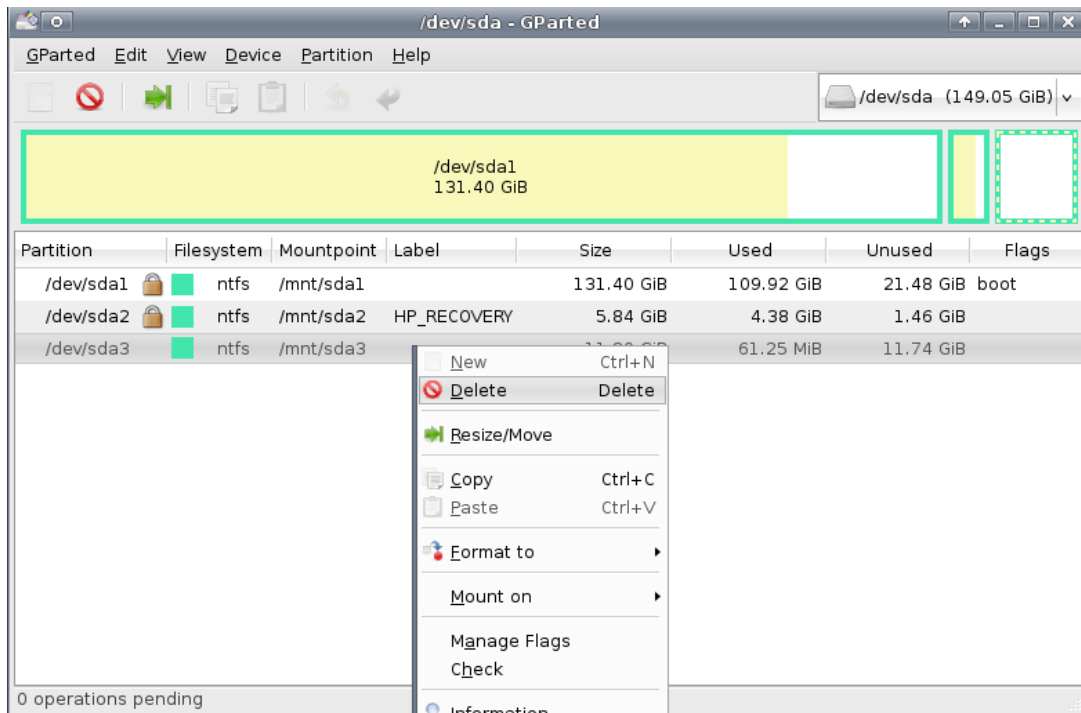 /dev/sda - GParted
GParted Edit View Device Partition Help
/dev/sda (149.05 GiB)
/dev/sda1
131.40 GiB
Partition Filesystem Mountpoint Label Size Used Unused Flags
/dev/sda1 ntfs /mnt/sda1 131.40 GiB 109.92 GiB 21.48 GiB boot
/dev/sda2 ntfs /mnt/sda2 HP_RECOVERY 5.84 GiB 4.38 GiB 1.46 GiB
/dev/sda3 ntfs /mnt/sda3 61.25 MiB 11.74 GiB
New Ctrl+N
Delete Delete
Resize/Move
Copy Ctrl+C
Paste Ctrl+V
Format to
Mount on
Manage Flags
Check
Information
0 operations pending